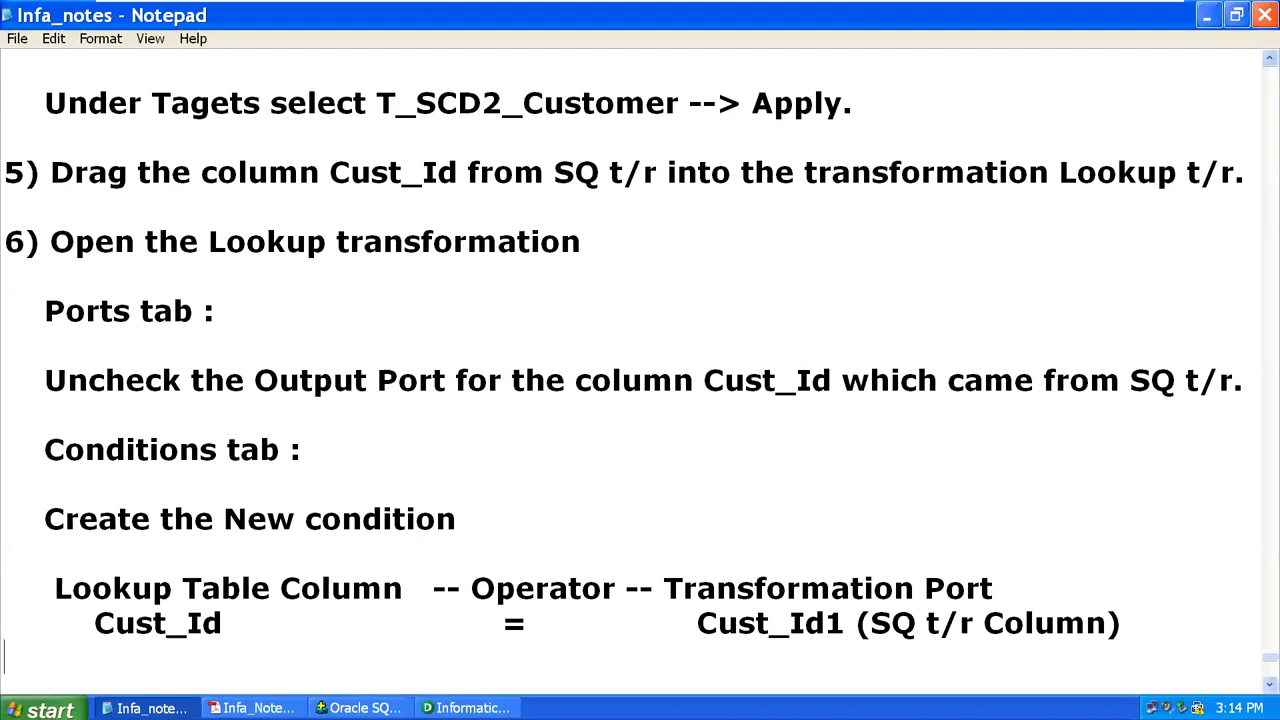 Infa_notes - Notepad
File Edit Format View Help
Under Tagets select T_SCD2_Customer --> Apply.
5) Drag the column Cust_Id from SQ t/r into the transformation Lookup t/r.
6) Open the Lookup transformation
Ports tab :
Uncheck the Output Port for the column Cust_Id which came from SQ t/r.
Conditions tab :
Create the New condition
Lookup Table Column -- Operator -- Transformation Port
Cust_Id = Cust_Id1 (SQ t/r Column)
start Infa_note... Infa_Note... Oracle SQ... Informatic... 3:14 PM